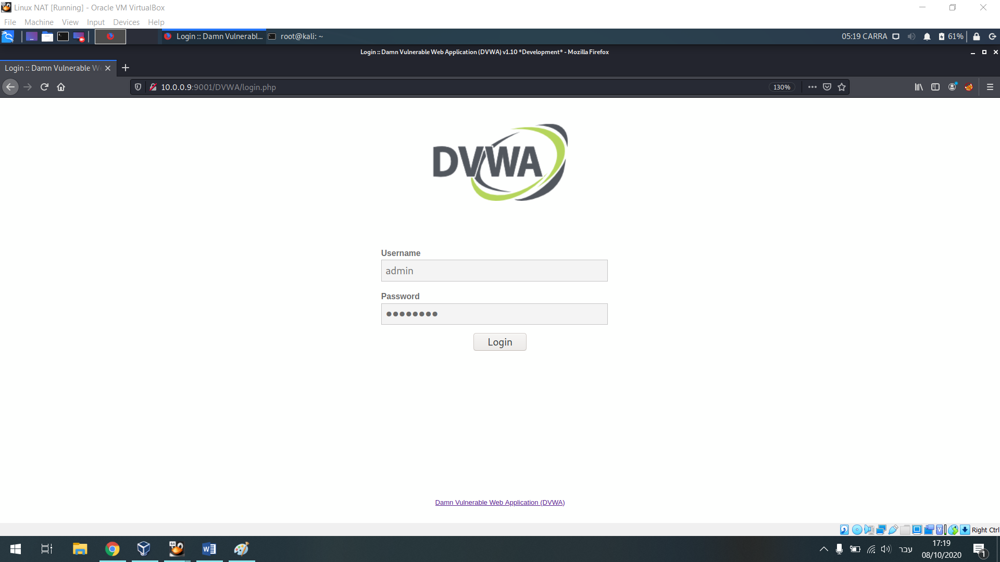 Linux NAT [Running] - Oracle VM VirtualBox
File Machine View Input Devices Help
Login :: Damn Vulnerabl... root@kali: ~ 05:19 CARRA 61%
Login :: Damn Vulnerable Web Application (DVWA) v1.10 *Development* - Mozilla Firefox
Login :: Damn Vulnerable W
10.0.0.9:9001/DVWA/login.php 130%
DVWA
Username
admin
Password
Login
Damn Vulnerable Web Application (DVWA)
Right Ctrl
עבר
17:19
08/10/2020
1
64